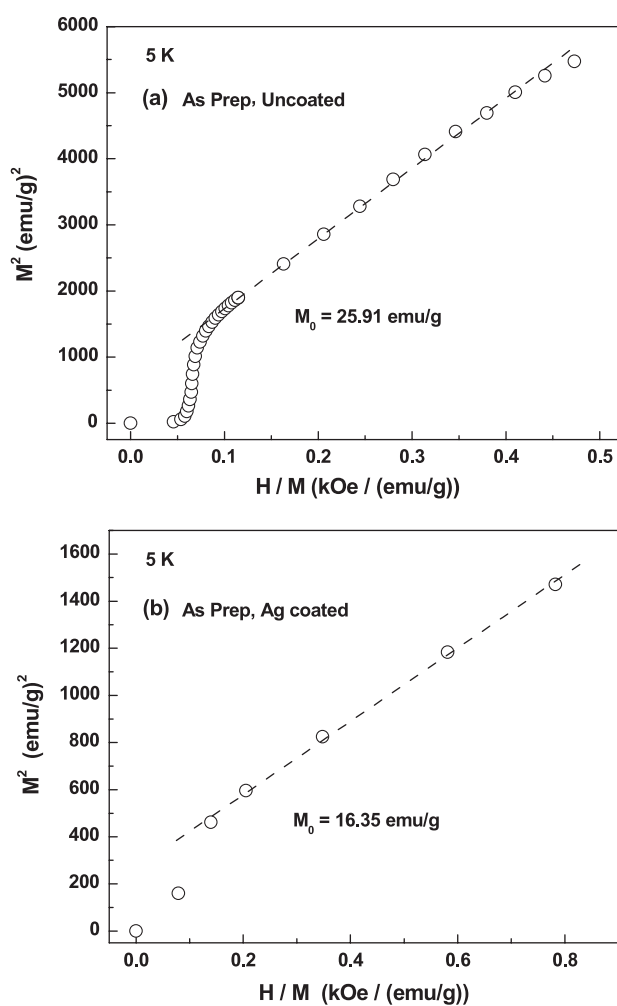 6000
5 K
(a) As Prep, Uncoated
5000
4000
M² (emu/g)²
3000
2000
M₀ = 25.91 emu/g
1000
0
0.0 0.1 0.2 0.3 0.4 0.5
H / M (kOe / (emu/g))
1600
5 K
1400
(b) As Prep, Ag coated
1200
1000
M² (emu/g)²
800
600
M₀ = 16.35 emu/g
400
200
0
0.0 0.2 0.4 0.6 0.8
H / M (kOe / (emu/g))